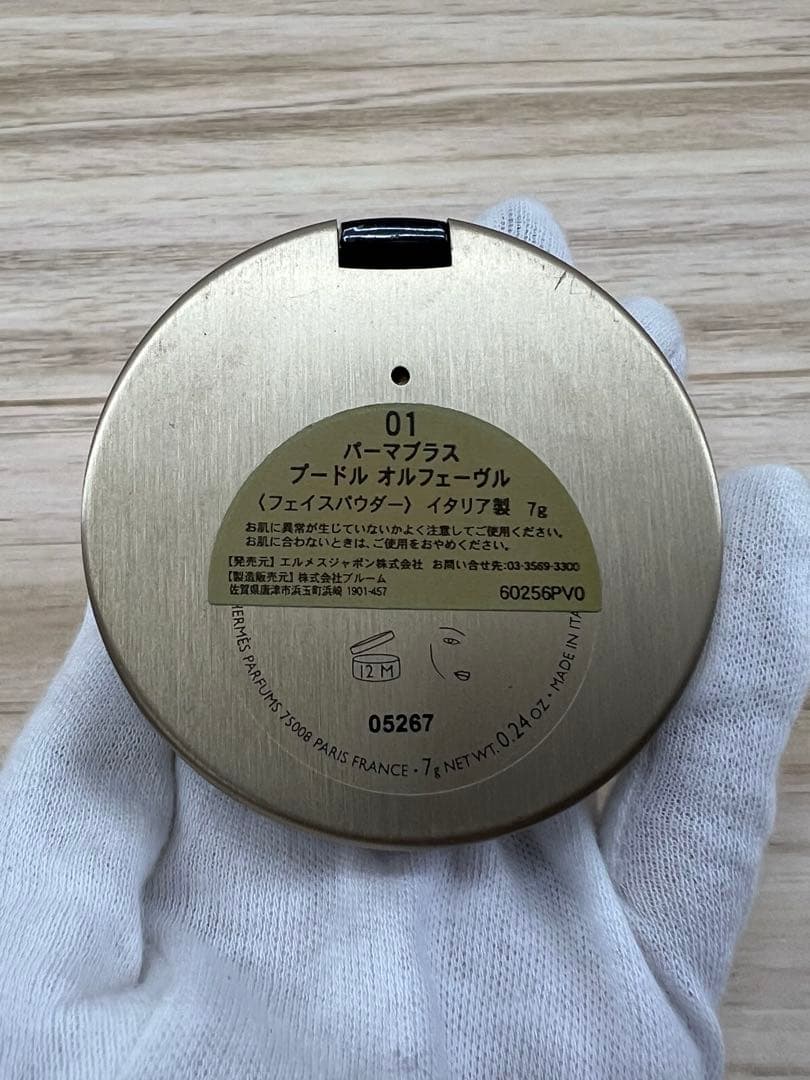 01
パーマブラス
プードル オルフェーヴル
〈フェイスパウダー〉 イタリア製 7g
お肌に異常が生じていないかよく注意してご使用ください。
お肌に合わないときは、ご使用をおやめください。
【発売元】エルメスジャポン株式会社 お問い合せ先:03-3569-3300
【製造販売元】株式会社ブルーム
佐賀県唐津市浜玉町浜崎 1901-457
60256PV0
12 M
05267
HERMÈS PARFUMS 75008 PARIS FRANCE • 7g NET WT. 0.24 OZ • MADE IN ITA